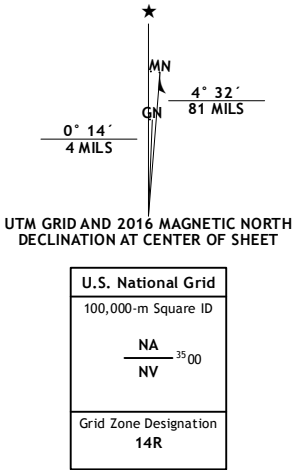 MN
4° 32´
81 MILS
GN
0° 14´
4 MILS
UTM GRID AND 2016 MAGNETIC NORTH
DECLINATION AT CENTER OF SHEET
U.S. National Grid
100,000-m Square ID
NA
3500
NV
Grid Zone Designation
14R